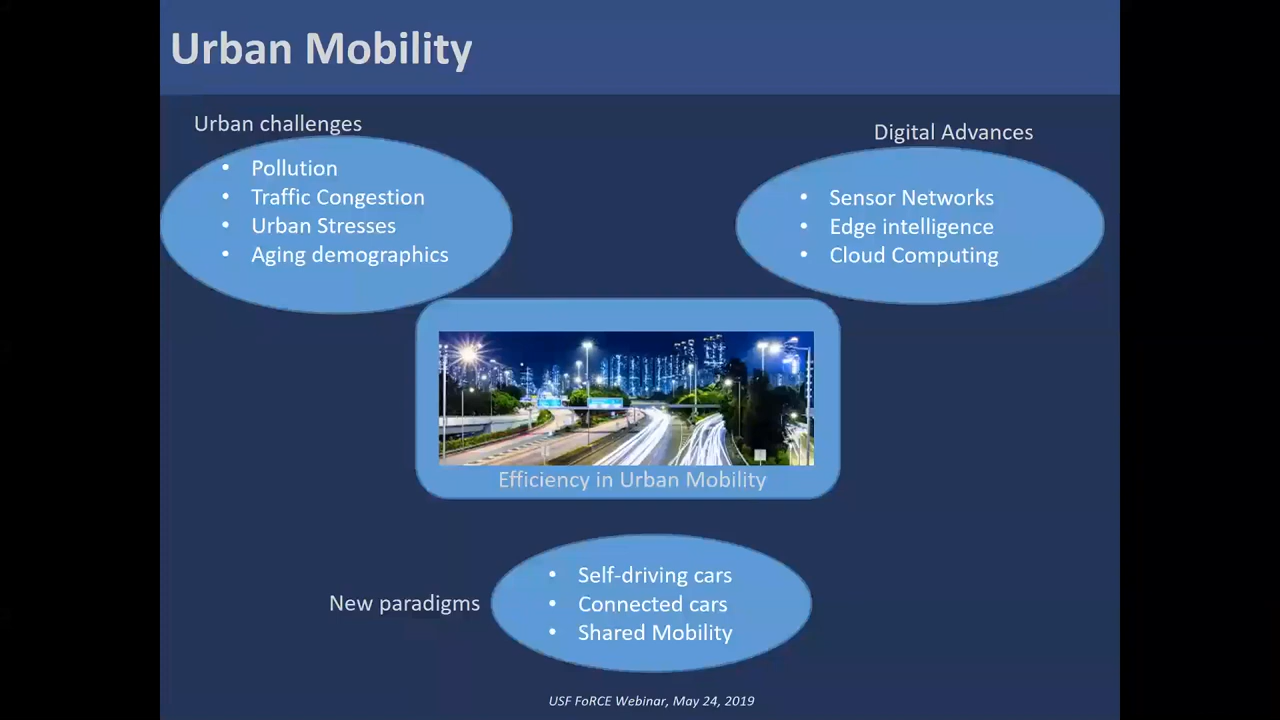 Urban Mobility
Urban challenges
• Pollution
• Traffic Congestion
• Urban Stresses
• Aging demographics
Digital Advances
• Sensor Networks
• Edge intelligence
• Cloud Computing
Efficiency in Urban Mobility
New paradigms
• Self-driving cars
• Connected cars
• Shared Mobility
USF FoRCE Webinar, May 24, 2019